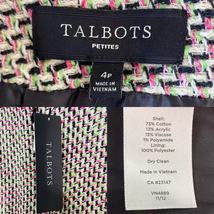 TALBOTS
PETITES
4P
MADE IN
VIETNAM
TALBOTS
Shell:
73% Cotton
13% Acrylic
13% Viscose
1% Polyamide
Lining:
100% Polyester
Dry Clean
Made in Vietnam
CA #23147
VN4889
11/12